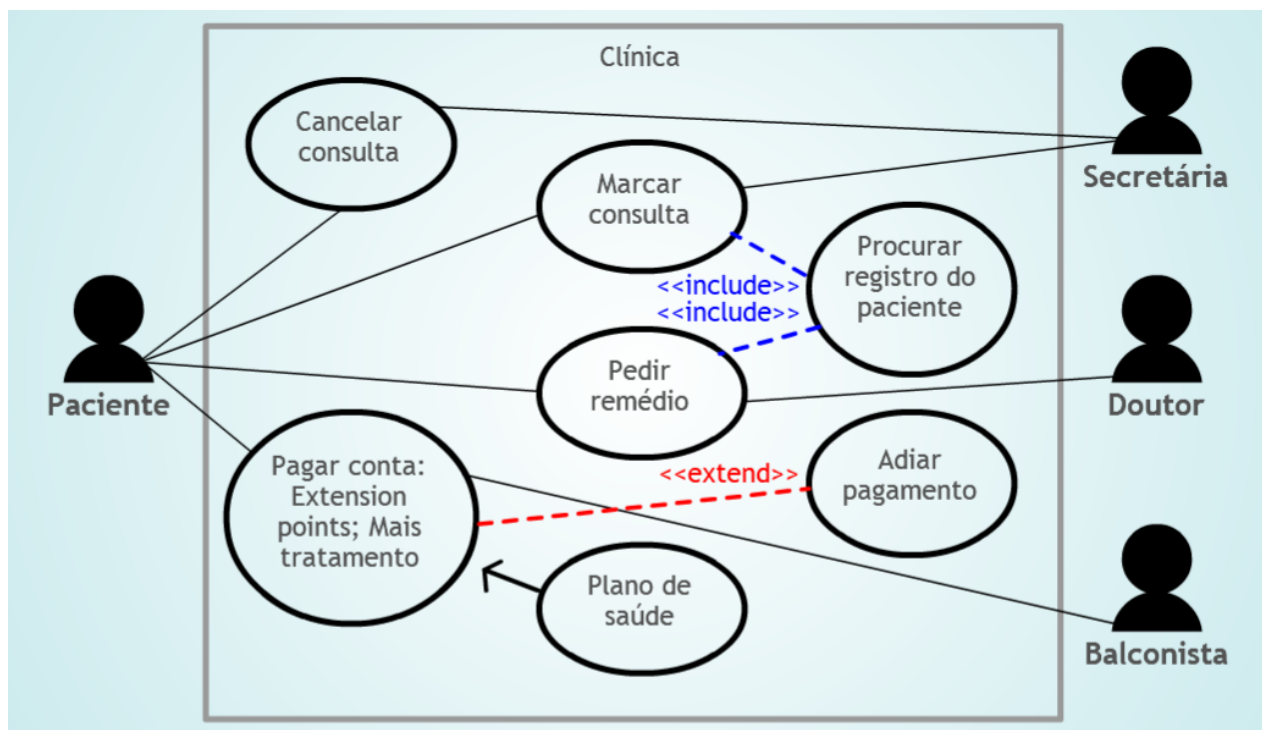 Clínica
Cancelar
consulta
Marcar
consulta
Secretária
Procurar
registro do
paciente
<<include>>
<<include>>
Pedir
remédio
Paciente
Doutor
Pagar conta:
Extension
points; Mais
tratamento
<<extend>>
Adiar
pagamento
Plano de
saúde
Balconista